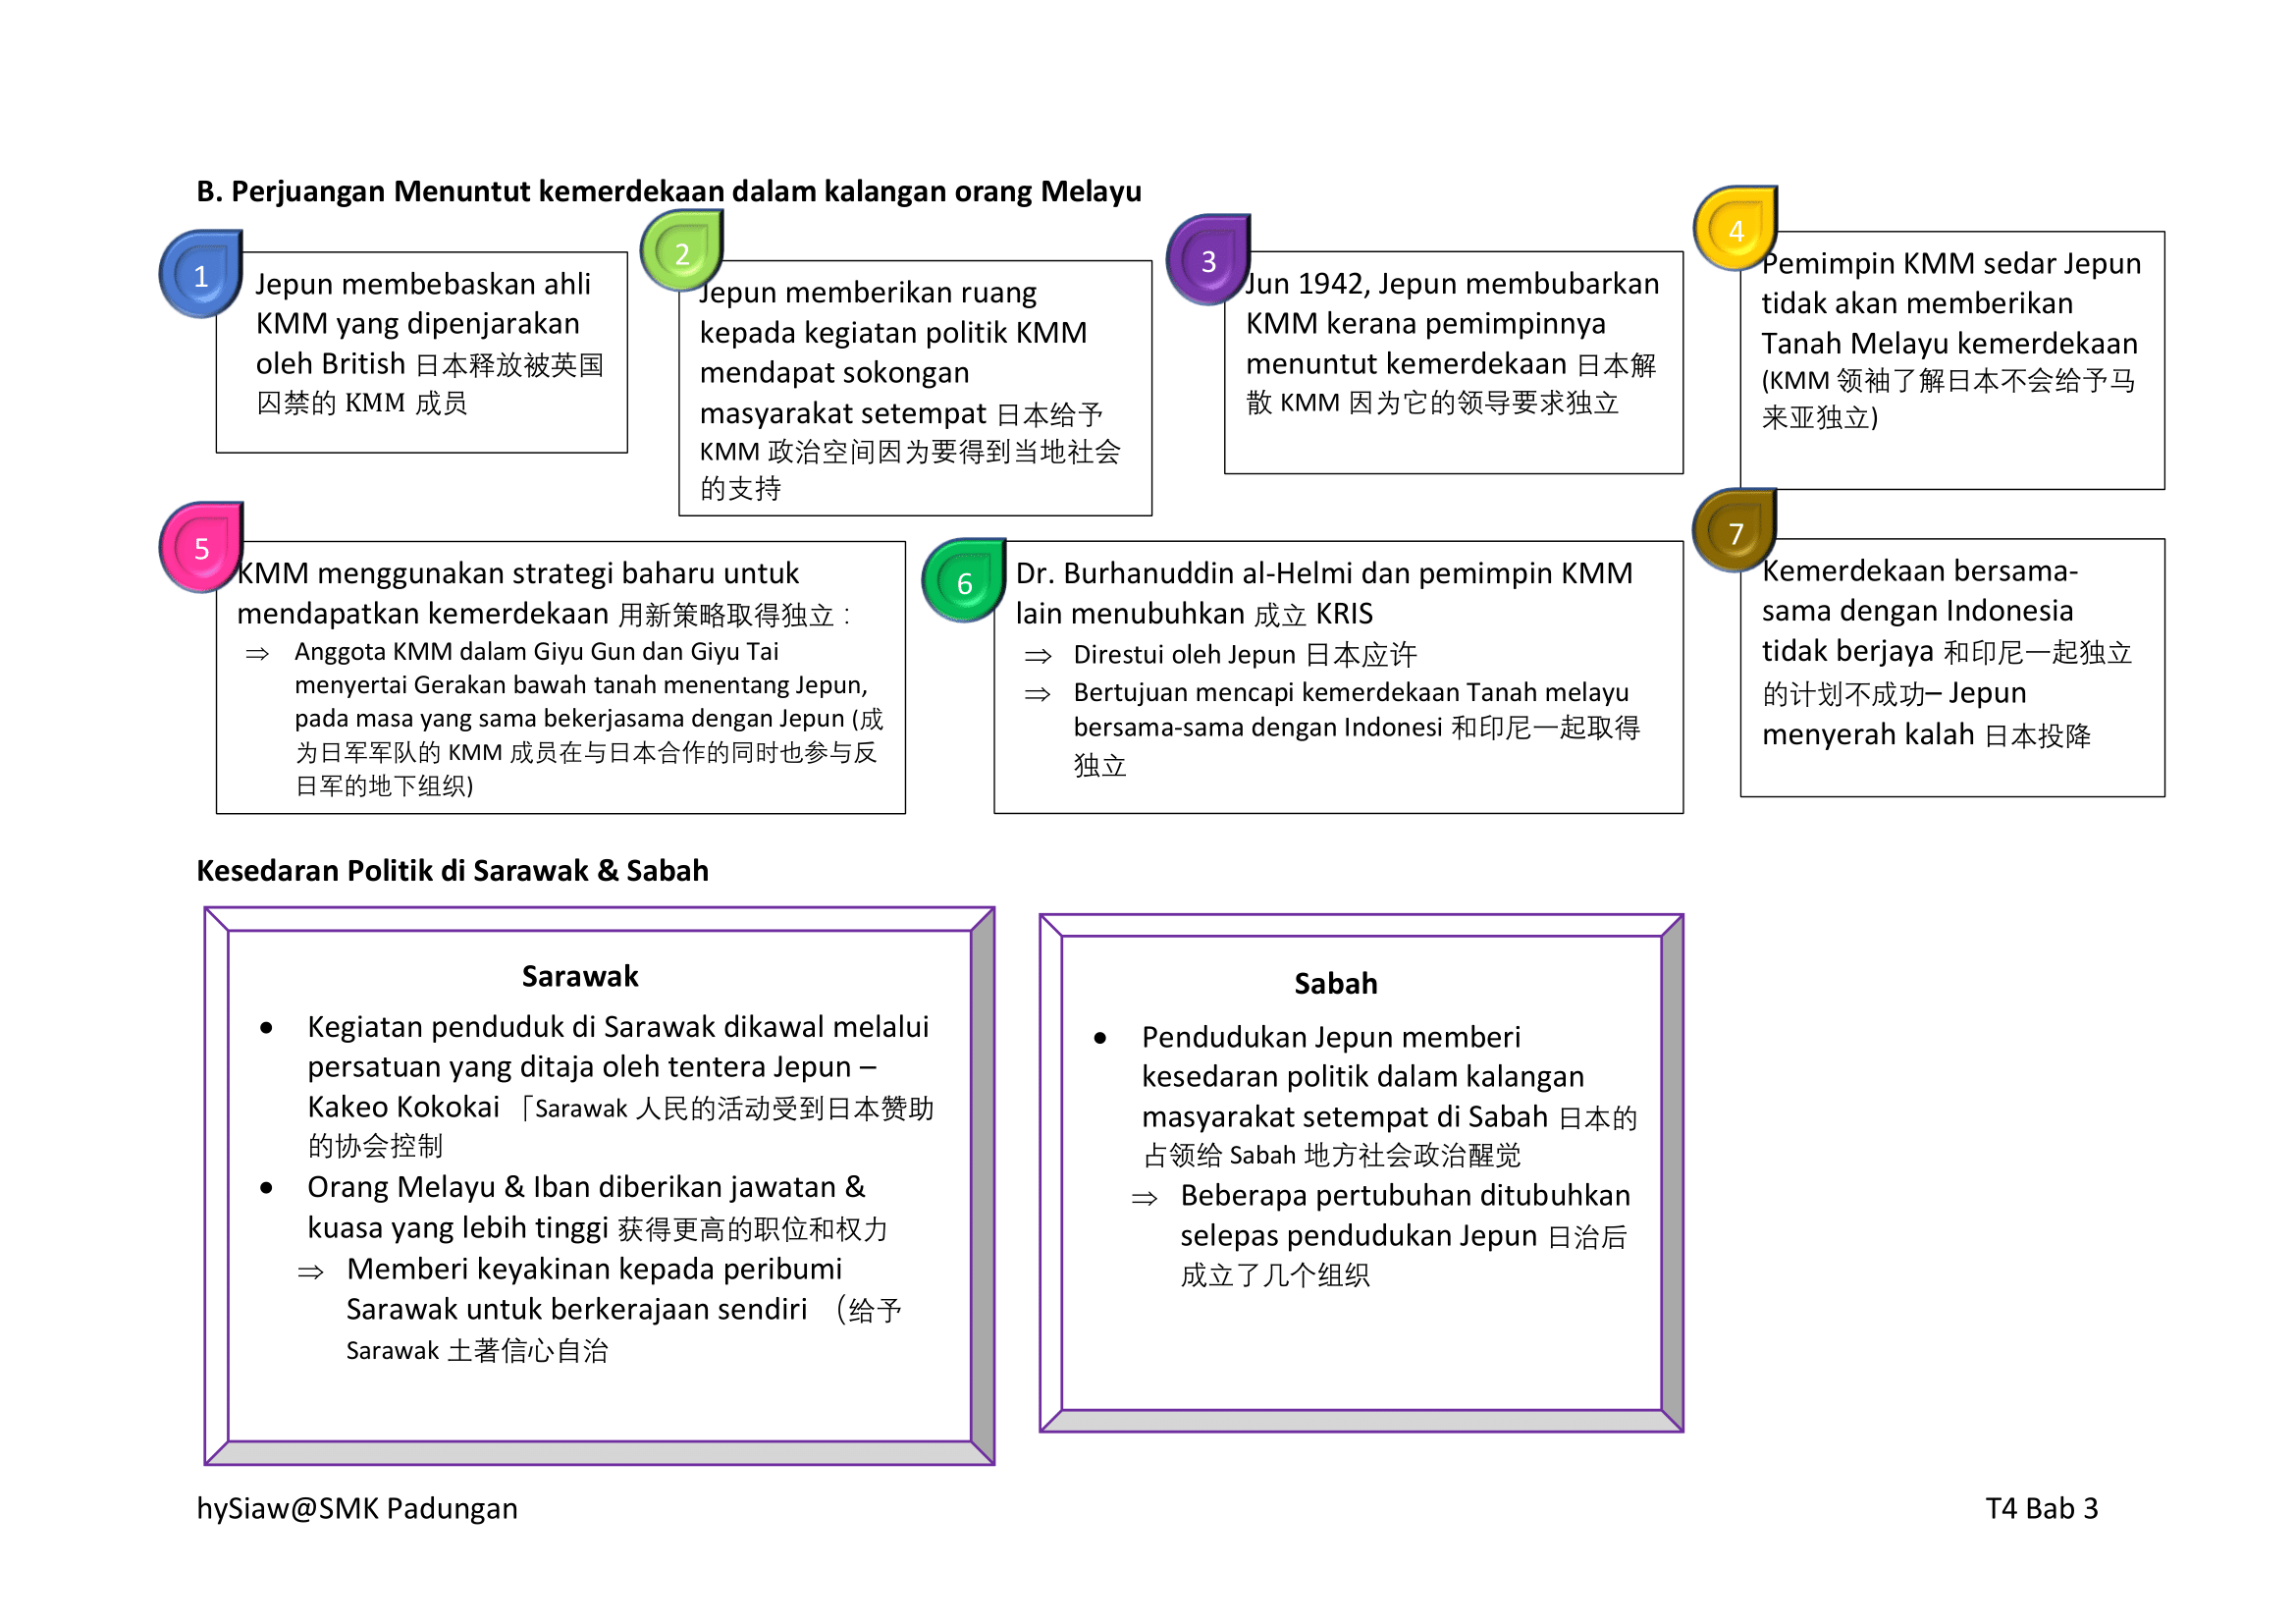 B. Perjuangan Menuntut kemerdekaan dalam kalangan orang Melayu
1
Jepun membebaskan ahli
KMM yang dipenjarakan
oleh British 日本释放被英国
囚禁的 KMM 成员
2
Jepun memberikan ruang
kepada kegiatan politik KMM
mendapat sokongan
masyarakat setempat 日本给予
KMM 政治空间因为要得到当地社会
的支持
3
Jun 1942, Jepun membubarkan
KMM kerana pemimpinnya
menuntut kemerdekaan 日本解
散 KMM 因为它的领导要求独立
4
Pemimpin KMM sedar Jepun
tidak akan memberikan
Tanah Melayu kemerdekaan
(KMM 领袖了解日本不会给予马
来亚独立)
5
KMM menggunakan strategi baharu untuk
mendapatkan kemerdekaan 用新策略取得独立：
⇒ Anggota KMM dalam Giyu Gun dan Giyu Tai
menyertai Gerakan bawah tanah menentang Jepun,
pada masa yang sama bekerjasama dengan Jepun (成
为日军军队的 KMM 成员在与日本合作的同时也参与反
日军的地下组织)
6
Dr. Burhanuddin al-Helmi dan pemimpin KMM
lain menubuhkan 成立 KRIS
⇒ Direstui oleh Jepun 日本应许
⇒ Bertujuan mencapi kemerdekaan Tanah melayu
bersama-sama dengan Indonesi 和印尼一起取得
独立
7
Kemerdekaan bersama-
sama dengan Indonesia
tidak berjaya 和印尼一起独立
的计划不成功– Jepun
menyerah kalah 日本投降
Kesedaran Politik di Sarawak & Sabah
Sarawak
• Kegiatan penduduk di Sarawak dikawal melalui
persatuan yang ditaja oleh tentera Jepun –
Kakeo Kokokai 「Sarawak 人民的活动受到日本赞助
的协会控制
• Orang Melayu & Iban diberikan jawatan &
kuasa yang lebih tinggi 获得更高的职位和权力
⇒ Memberi keyakinan kepada peribumi
Sarawak untuk berkerajaan sendiri （给予
Sarawak 土著信心自治
Sabah
• Pendudukan Jepun memberi
kesedaran politik dalam kalangan
masyarakat setempat di Sabah 日本的
占领给 Sabah 地方社会政治醒觉
⇒ Beberapa pertubuhan ditubuhkan
selepas pendudukan Jepun 日治后
成立了几个组织
hySiaw@SMK Padungan
T4 Bab 3